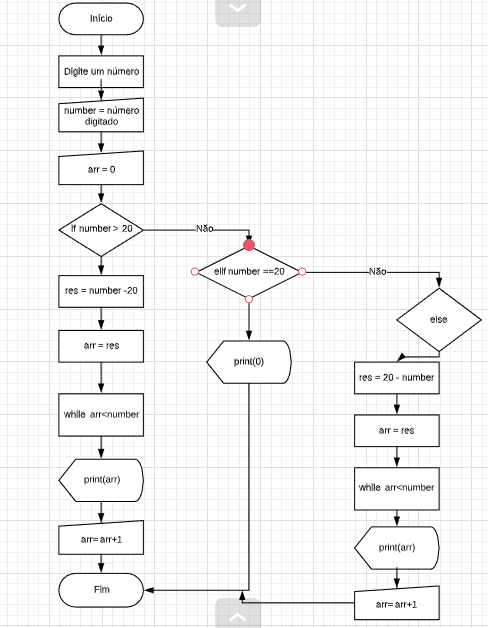 Início
Digite um número
number = número
digitado
arr = 0
if number > 20
Não
res = number -20
arr = res
while arr<number
print(arr)
arr= arr+1
Fim
elif number ==20
Não
print(0)
else
res = 20 - number
arr = res
while arr<number
print(arr)
arr= arr+1